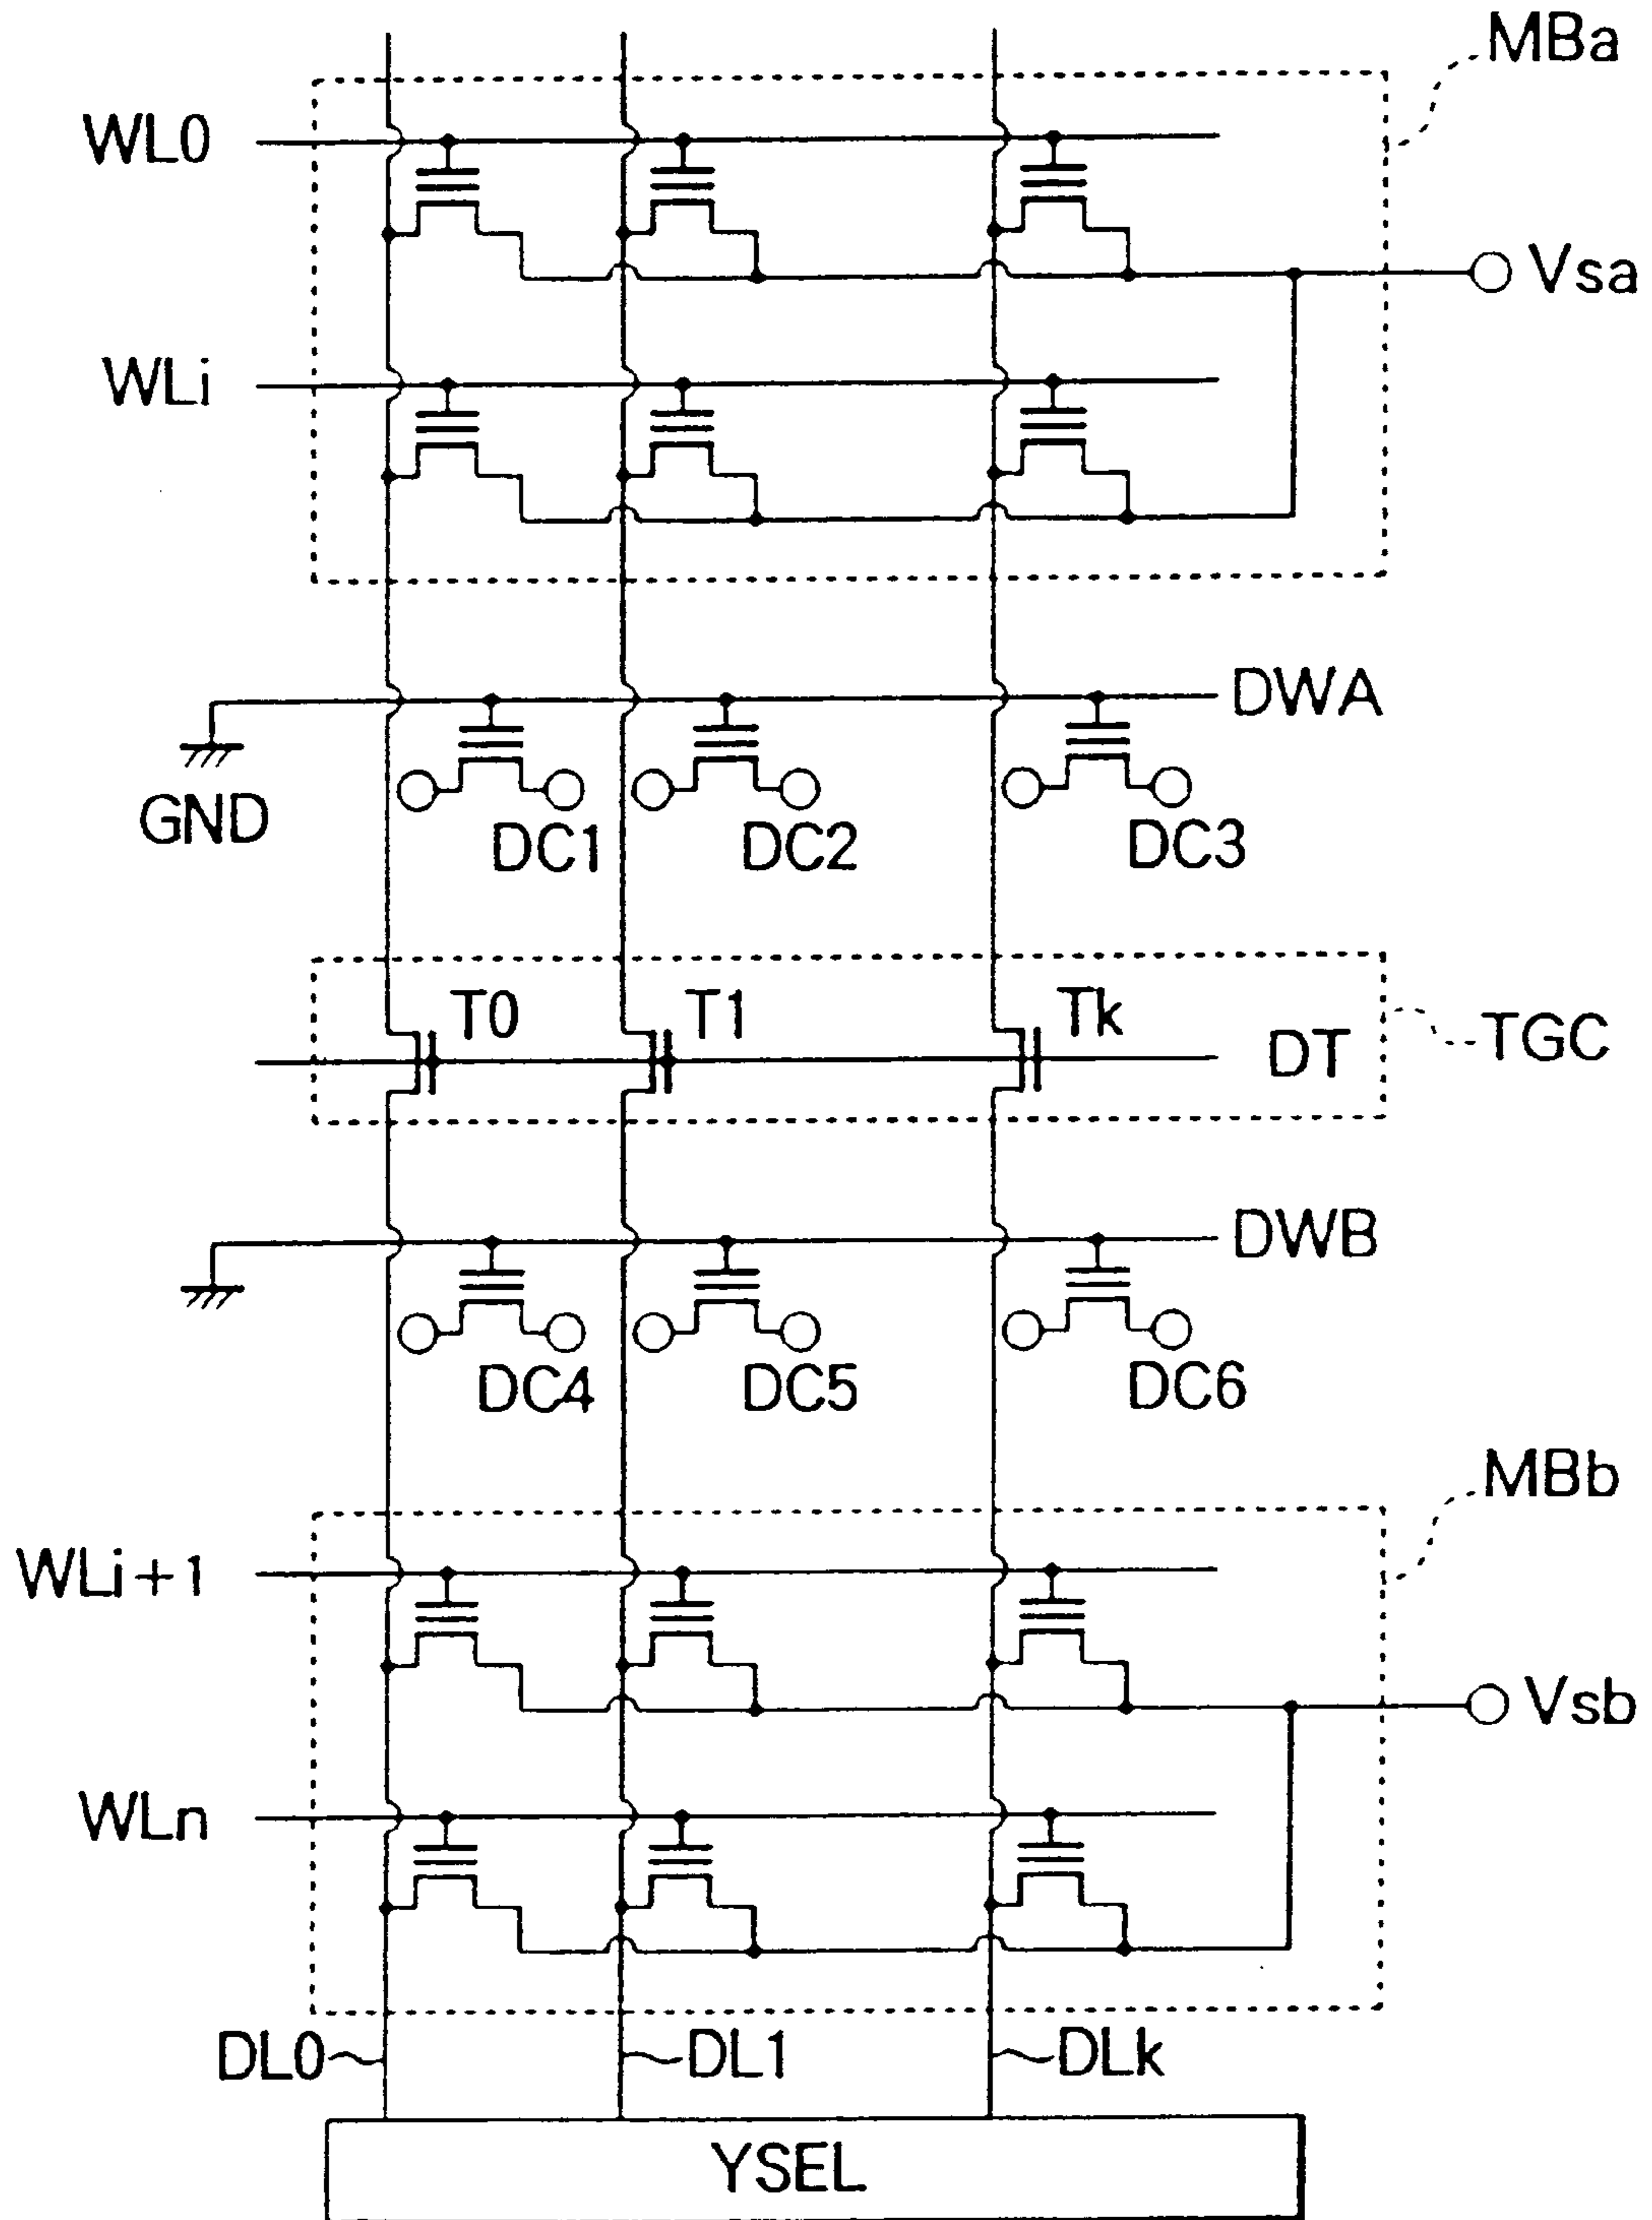 MBa
WL0
Vsa
WLi
DWA
GND
DC1
DC2
DC3
T0
T1
Tk
DT
TGC
DWB
DC4
DC5
DC6
MBb
WLi+1
Vsb
WLn
DL0
DL1
DLk
YSEL